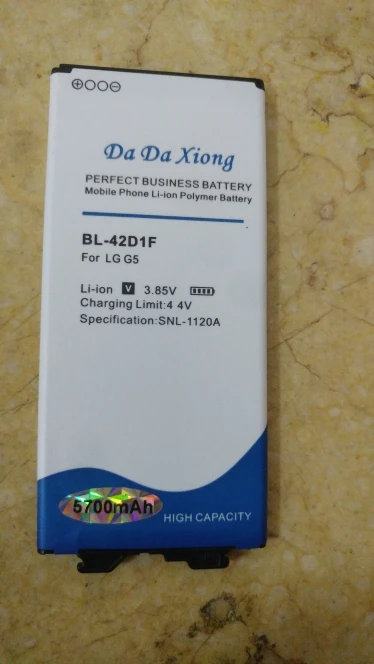 Da Da Xiong
PERFECT BUSINESS BATTERY
Mobile Phone Li-ion Polymer Battery
BL-42D1F
For LG G5
Li-ion V 3.85V
Charging Limit:4 4V
Specification:SNL-1120A
5700mAh
HIGH CAPACITY